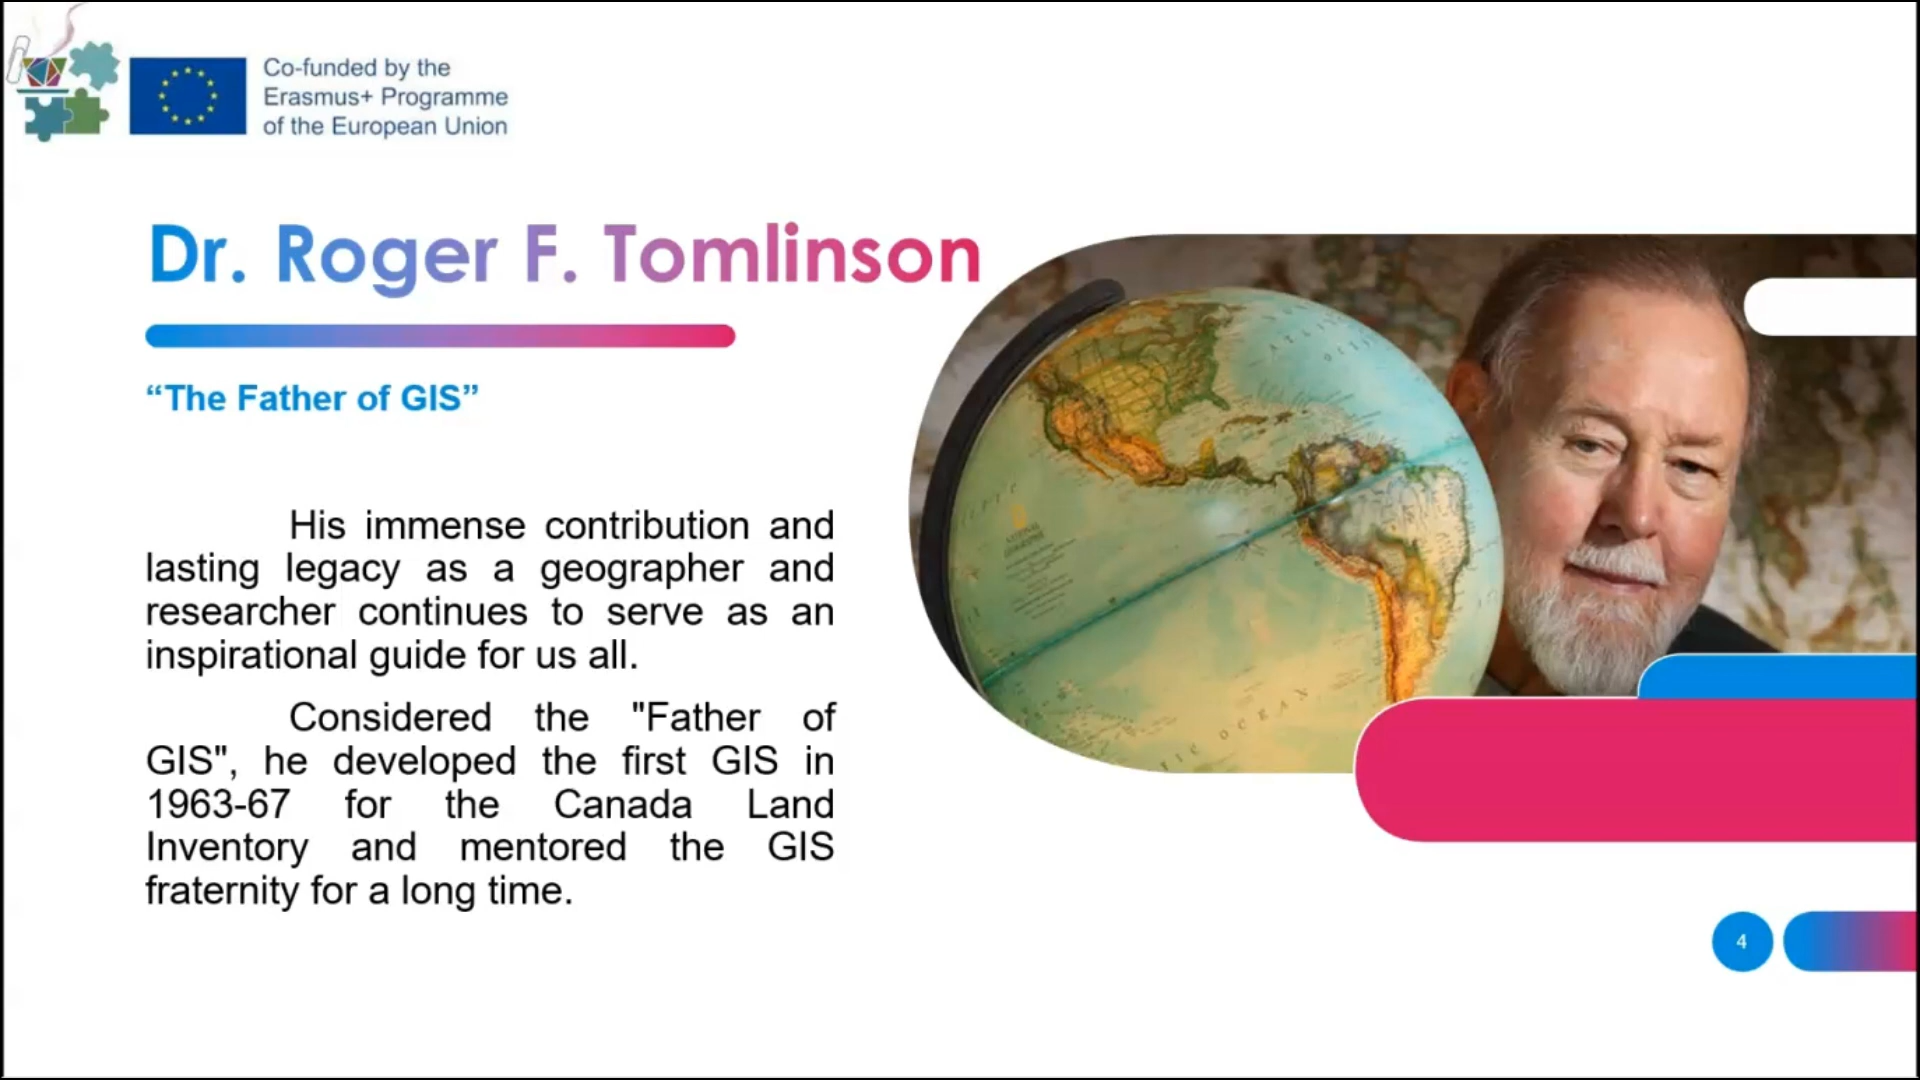 Co-funded by the
Erasmus+ Programme
of the European Union
Dr. Roger F. Tomlinson
“The Father of GIS”
His immense contribution and
lasting legacy as a geographer and
researcher continues to serve as an
inspirational guide for us all.
Considered the "Father of
GIS", he developed the first GIS in
1963-67 for the Canada Land
Inventory and mentored the GIS
fraternity for a long time.
4